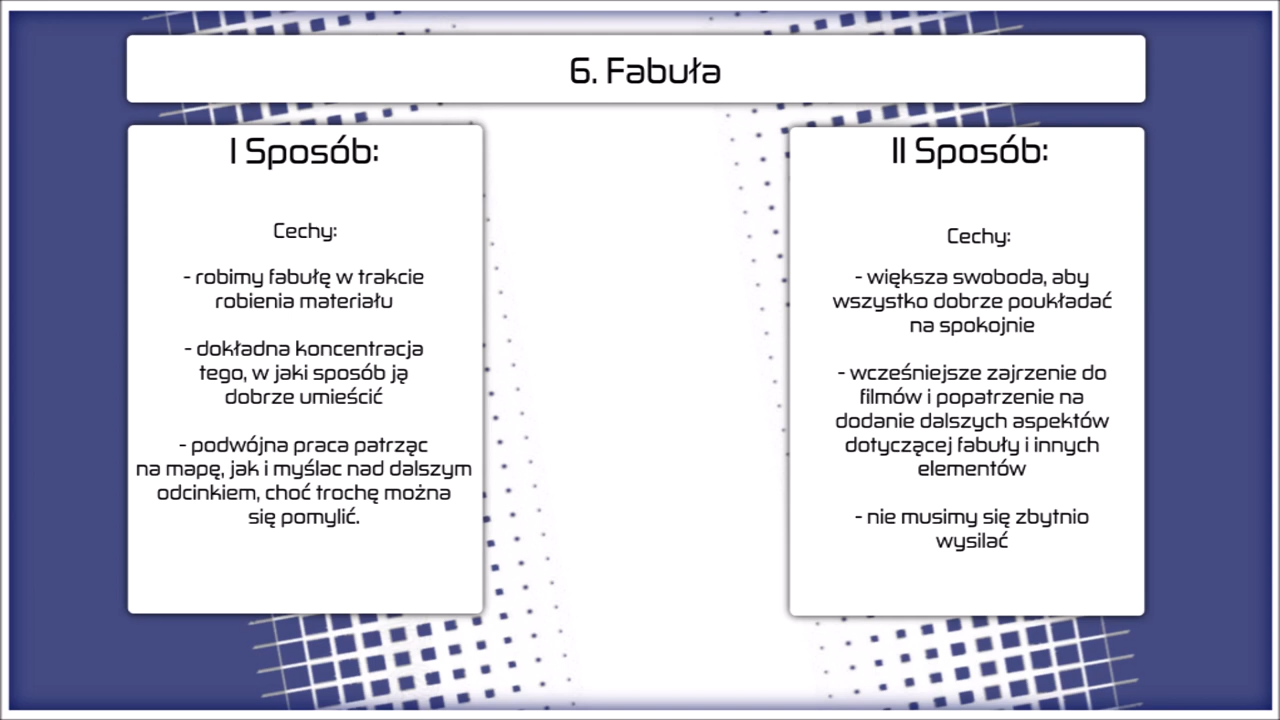 6. Fabuła
I Sposób:
Cechy:
- robimy fabułę w trakcie
robienia materiału
- dokładna koncentracja
tego, w jaki sposób ją
dobrze umieścić
- podwójna praca patrząc
na mapę, jak i myślac nad dalszym
odcinkiem, choć trochę można
się pomylić.
II Sposób:
Cechy:
- większa swoboda, aby
wszystko dobrze poukładać
na spokojnie
- wcześniejsze zajrzenie do
filmów i popatrzenie na
dodanie dalszych aspektów
dotyczącej fabuły i innych
elementów
- nie musimy się zbytnio
wysilać